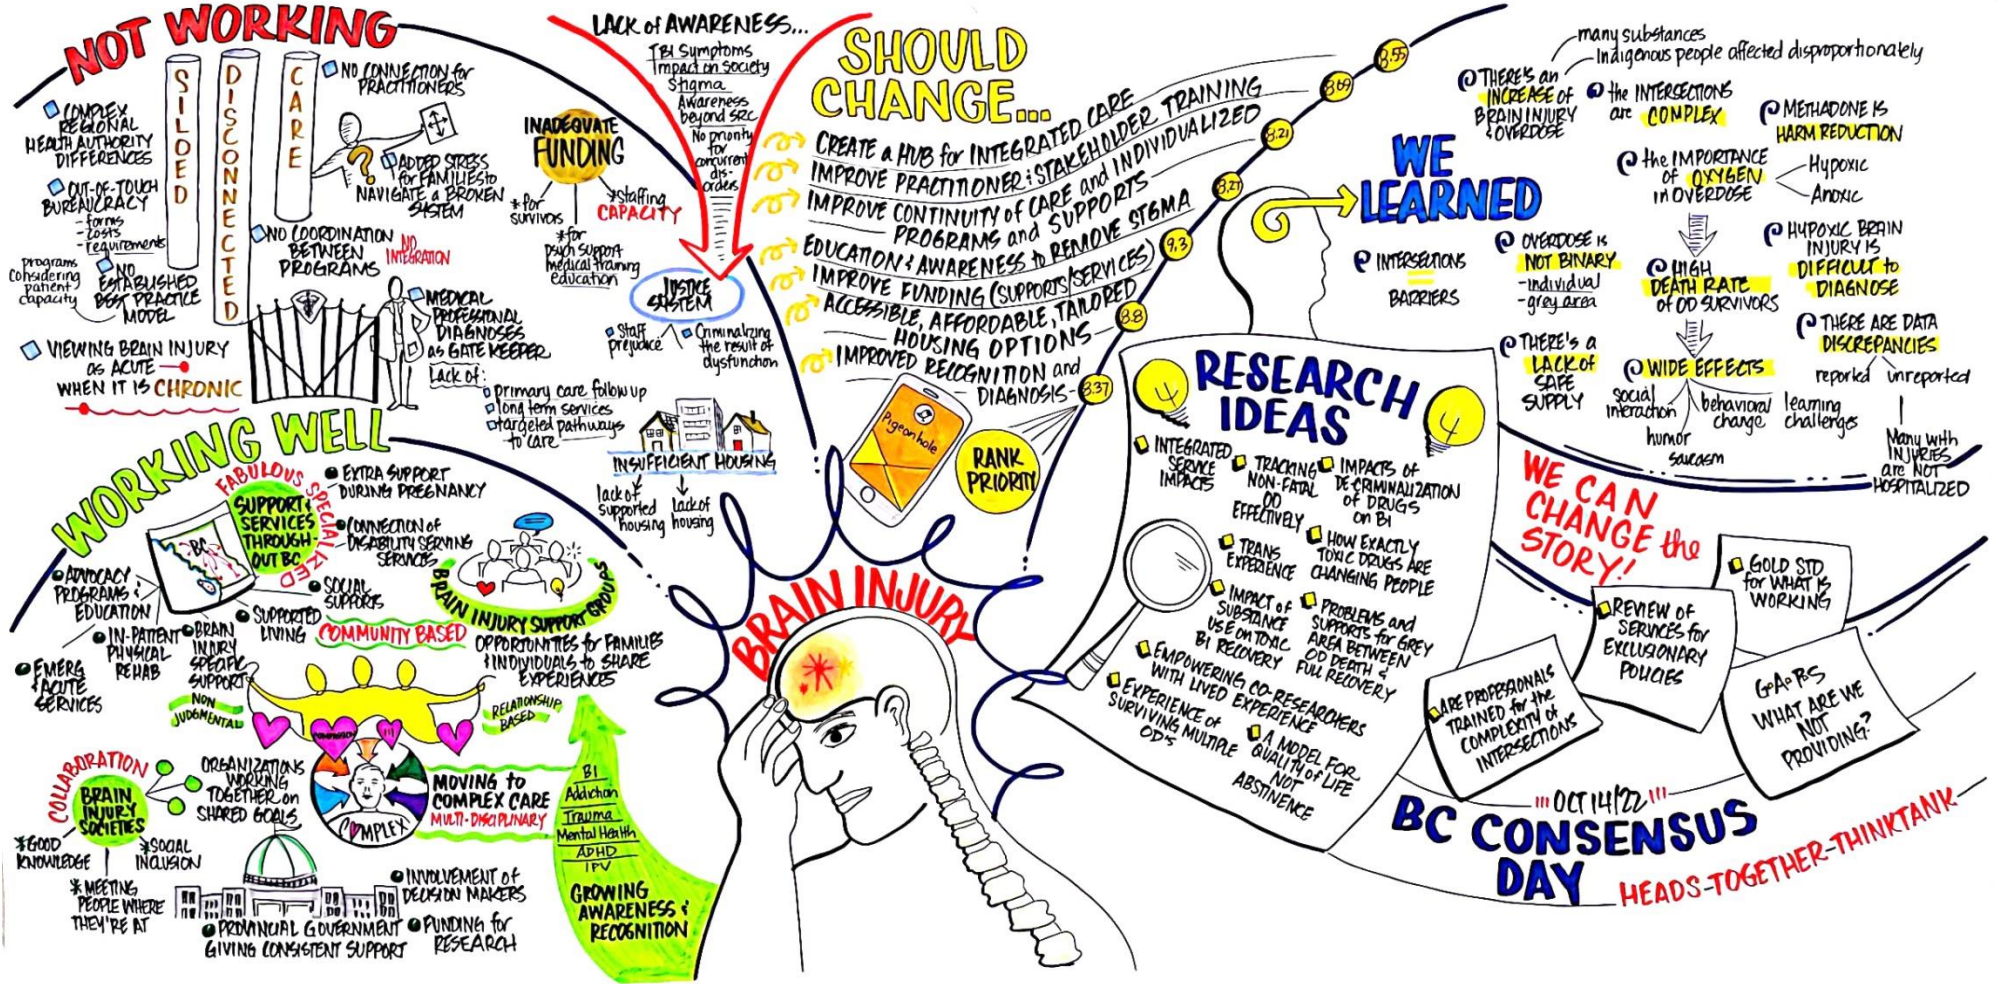 NOT WORKING
SILOED
DISCONNECTED
CARE
NO CONNECTION for
PRACTITIONERS
COMPLEX
REGIONAL
HEALTH AUTHORITY
DIFFERENCES
OUT-OF-TOUCH
BUREAUCRACY
- forms
- costs
- requirements
?
ADDED STRESS
for FAMILIES to
NAVIGATE a BROKEN
SYSTEM
NO COORDINATION
BETWEEN
PROGRAMS
NO
INTEGRATION
programs
considering
patient
capacity
NO
ESTABLISHED
BEST PRACTICE
MODEL
VIEWING BRAIN INJURY
as ACUTE
WHEN IT IS CHRONIC
MEDICAL
PROFESSIONAL
DIAGNOSES
as GATE KEEPER
Lack of:
primary care follow up
long term services
targeted pathways
to care
INADEQUATE
FUNDING
* for
survivors
* for
psych support
medical training
education
* staffing
CAPACITY
LACK of AWARENESS...
TBI Symptoms
Impact on society
Stigma
Awareness
beyond SRC
No priority
for
concurrent
dis-
orders
JUSTICE
SYSTEM
Staff
prejudice
Criminalizing
the result of
dysfunction
INSUFFICIENT HOUSING
lack of
supported
housing
lack of
housing
SHOULD
CHANGE...
CREATE a HUB for INTEGRATED CARE
8.55
IMPROVE PRACTITIONER & STAKEHOLDER TRAINING
8.69
IMPROVE CONTINUITY of CARE and INDIVIDUALIZED
PROGRAMS and SUPPORTS
8.21
EDUCATION & AWARENESS to REMOVE STIGMA
8.27
IMPROVE FUNDING (SUPPORTS/SERVICES)
9.3
ACCESSIBLE, AFFORDABLE, TAILORED
HOUSING OPTIONS
8.8
IMPROVED RECOGNITION and
DIAGNOSIS
8.37
Pigeonhole
RANK
PRIORITY
WE
LEARNED
THERE'S an
INCREASE of
BRAIN INJURY
& OVERDOSE
many substances
Indigenous people affected disproportionately
the INTERSECTIONS
are COMPLEX
METHADONE IS
HARM REDUCTION
the IMPORTANCE
of OXYGEN
in OVERDOSE
Hypoxic
Anoxic
INTERSECTIONS
=
BARRIERS
OVERDOSE IS
NOT BINARY
- individual
- grey area
HIGH
DEATH RATE
of OD SURVIVORS
HYPOXIC BRAIN
INJURY IS
DIFFICULT to
DIAGNOSE
THERE'S a
LACK of
SAFE
SUPPLY
WIDE EFFECTS
social
interaction
humor
sarcasm
behavioral
change
learning
challenges
THERE ARE DATA
DISCREPANCIES
reported
unreported
Many with
INJURIES
are NOT
HOSPITALIZED
WORKING WELL
FABULOUS SPECIALIZED
SUPPORT &
SERVICES
THROUGH-
OUT BC
BC
EXTRA SUPPORT
DURING PREGNANCY
CONNECTION of
DISABILITY SERVING
SERVICES
SOCIAL
SUPPORTS
SUPPORTED
LIVING
ADVOCACY
PROGRAMS &
EDUCATION
IN-PATIENT
PHYSICAL
REHAB
BRAIN
INJURY
SPECIFIC
SUPPORT
EMERG
& ACUTE
SERVICES
COMMUNITY BASED
BRAIN INJURY SUPPORT GROUPS
OPPORTUNITIES for FAMILIES
& INDIVIDUALS to SHARE
EXPERIENCES
NON
JUDGMENTAL
COMPASSION
RELATIONSHIP
BASED
COLLABORATION
BRAIN
INJURY
SOCIETIES
* GOOD
KNOWLEDGE
* SOCIAL
INCLUSION
* MEETING
PEOPLE WHERE
THEY'RE AT
ORGANIZATIONS
WORKING
TOGETHER on
SHARED GOALS
COMPLEX
MOVING to
COMPLEX CARE
MULTI-DISCIPLINARY
INVOLVEMENT of
DECISION MAKERS
PROVINCIAL GOVERNMENT
GIVING CONSISTENT SUPPORT
FUNDING for
RESEARCH
BI
Addiction
Trauma
Mental Health
ADHD
IPV
GROWING
AWARENESS &
RECOGNITION
BRAIN INJURY
RESEARCH
IDEAS
INTEGRATED
SERVICE
IMPACTS
TRACKING
NON-FATAL
OD
EFFECTIVELY
IMPACTS of
DE-CRIMINALIZATION
of DRUGS
on BI
TRANS
EXPERIENCE
HOW EXACTLY
TOXIC DRUGS ARE
CHANGING PEOPLE
IMPACT of
SUBSTANCE
USE on TOXIC
BI RECOVERY
PROBLEMS and
SUPPORTS for GREY
AREA BETWEEN
OD DEATH &
FULL RECOVERY
EMPOWERING CO-RESEARCHERS
WITH LIVED EXPERIENCE
EXPERIENCE of
SURVIVING MULTIPLE
OD'S
A MODEL FOR
QUALITY of LIFE
NOT
ABSTINENCE
WE CAN
CHANGE the
STORY!
GOLD STD
for WHAT IS
WORKING
REVIEW OF
SERVICES for
EXCLUSIONARY
POLICIES
ARE PROFESSIONALS
TRAINED for the
COMPLEXITY of
INTERSECTIONS
G•A•P•S
WHAT ARE WE
NOT
PROVIDING?
OCT 14/22
BC CONSENSUS
DAY
HEADS-TOGETHER-THINKTANK